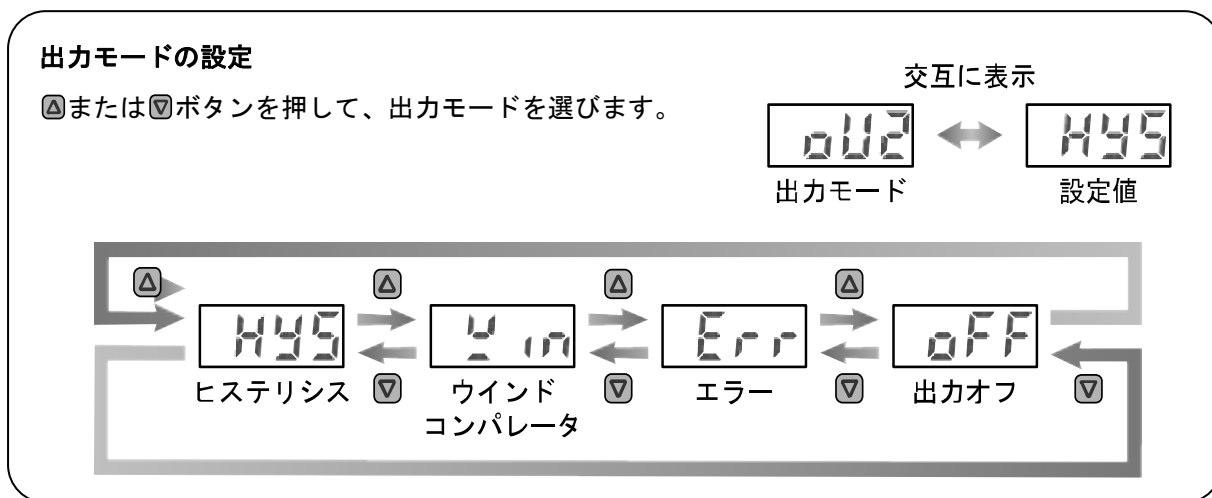 出力モードの設定
△または▽ボタンを押して、出力モードを選びます。
交互に表示
oU2
HYS
出力モード
設定値
△
△
△
△
HYS
Win
Err
oFF
ヒステリシス
▽
ウインド
コンパレータ
▽
エラー
▽
出力オフ
▽